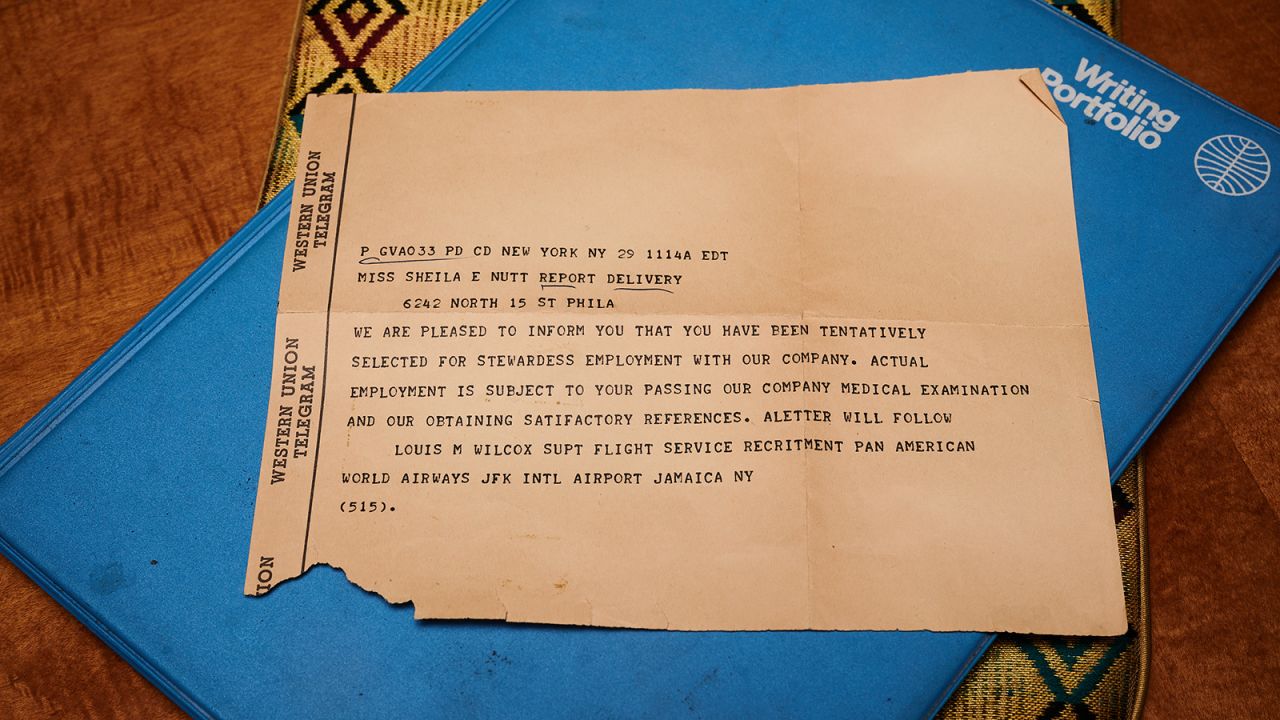 Writing
Portfolio
WESTERN UNION
TELEGRAM
WESTERN UNION
TELEGRAM
ION
P GVA033 PD CD NEW YORK NY 29 1114A EDT
MISS SHEILA E NUTT REPORT DELIVERY
6242 NORTH 15 ST PHILA
WE ARE PLEASED TO INFORM YOU THAT YOU HAVE BEEN TENTATIVELY
SELECTED FOR STEWARDESS EMPLOYMENT WITH OUR COMPANY. ACTUAL
EMPLOYMENT IS SUBJECT TO YOUR PASSING OUR COMPANY MEDICAL EXAMINATION
AND OUR OBTAINING SATIFACTORY REFERENCES. ALETTER WILL FOLLOW
LOUIS M WILCOX SUPT FLIGHT SERVICE RECRITMENT PAN AMERICAN
WORLD AIRWAYS JFK INTL AIRPORT JAMAICA NY
(515).